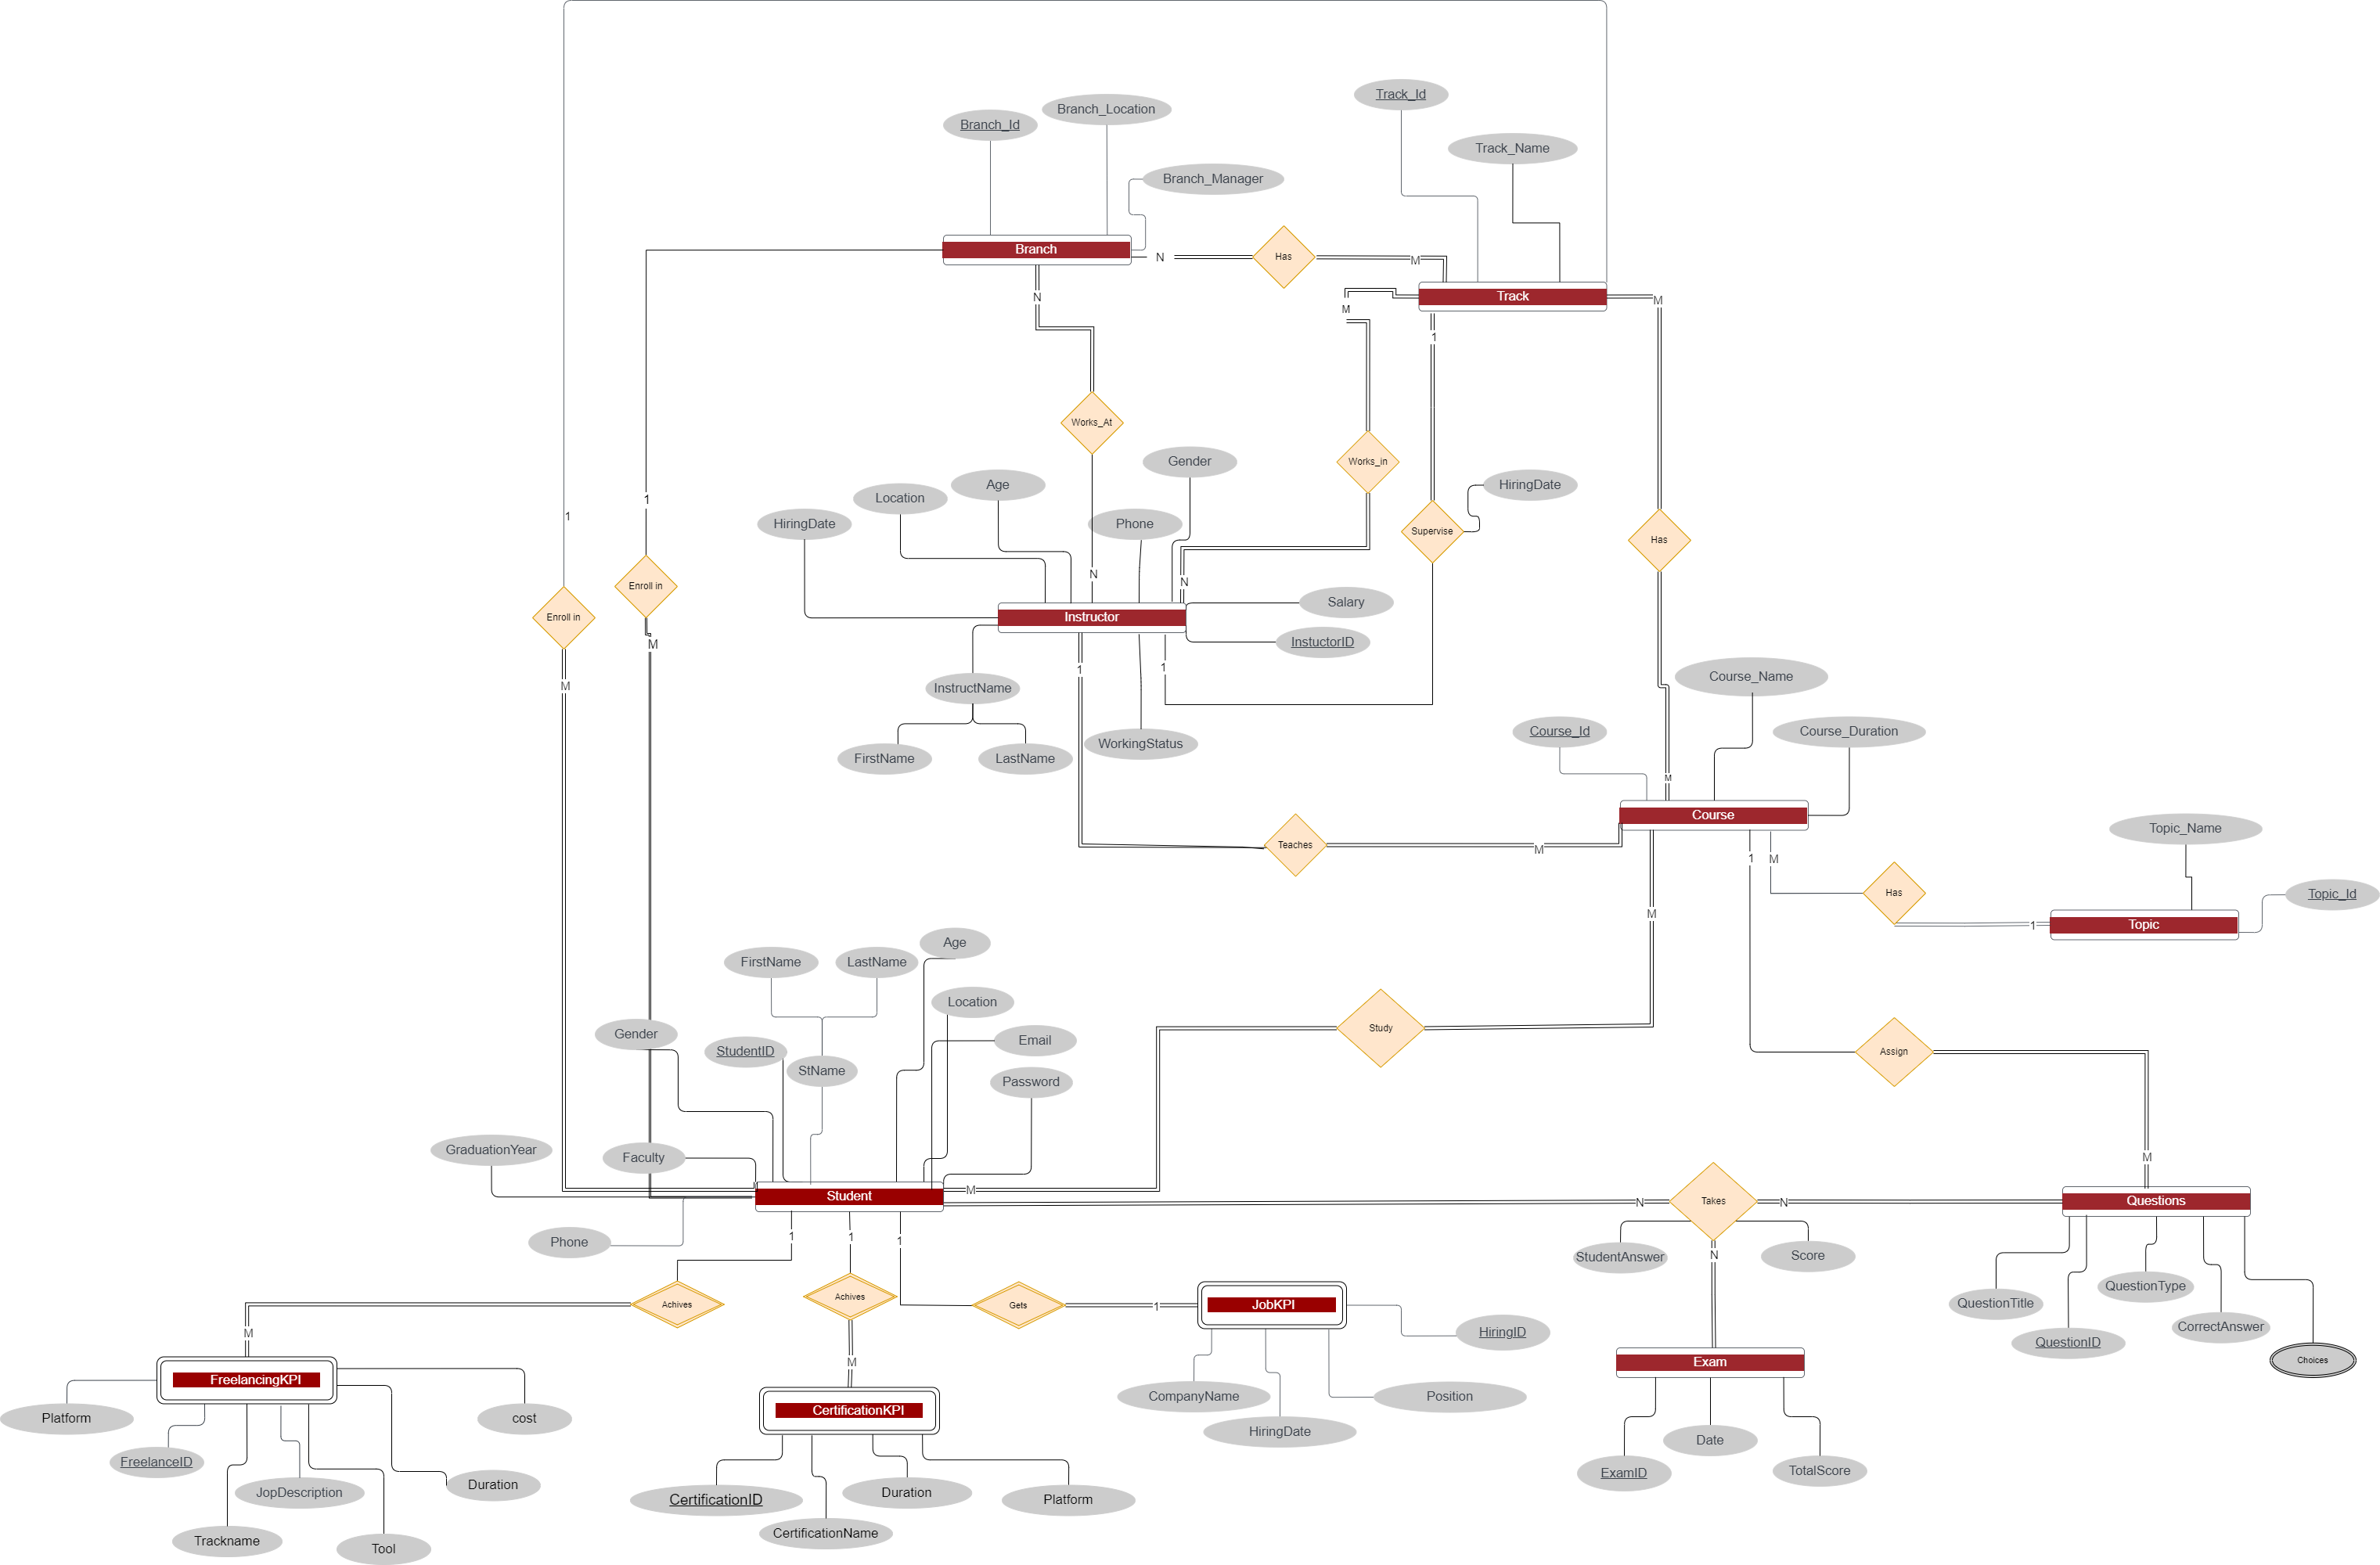 Track_Id
Branch_Location
Branch_Id
Track_Name
Branch_Manager
Branch
N
Has
M
Track
N
M
M
1
Works_At
Gender
Works_in
Age
HiringDate
Location
1
1
HiringDate
Phone
Supervise
Has
N
N
Enroll in
Enroll in
Salary
Instructor
InstuctorID
M
1
1
M
InstructName
Course_Name
Course_Id
Course_Duration
WorkingStatus
FirstName
LastName
M
Course
Topic_Name
Teaches
M
1
M
Has
Topic_Id
M
1
Topic
Age
FirstName
LastName
Location
Study
Gender
Email
StudentID
Assign
StName
Password
GraduationYear
Faculty
M
M
Student
N
Takes
N
Questions
Phone
1
1
1
StudentAnswer
N
Score
QuestionType
Achives
Achives
Gets
1
JobKPI
QuestionTitle
M
HiringID
CorrectAnswer
QuestionID
M
Exam
Choices
FreelancingKPI
CompanyName
Position
CertificationKPI
Platform
cost
HiringDate
Date
FreelanceID
ExamID
TotalScore
Duration
JopDescription
Duration
CertificationID
Platform
CertificationName
Trackname
Tool